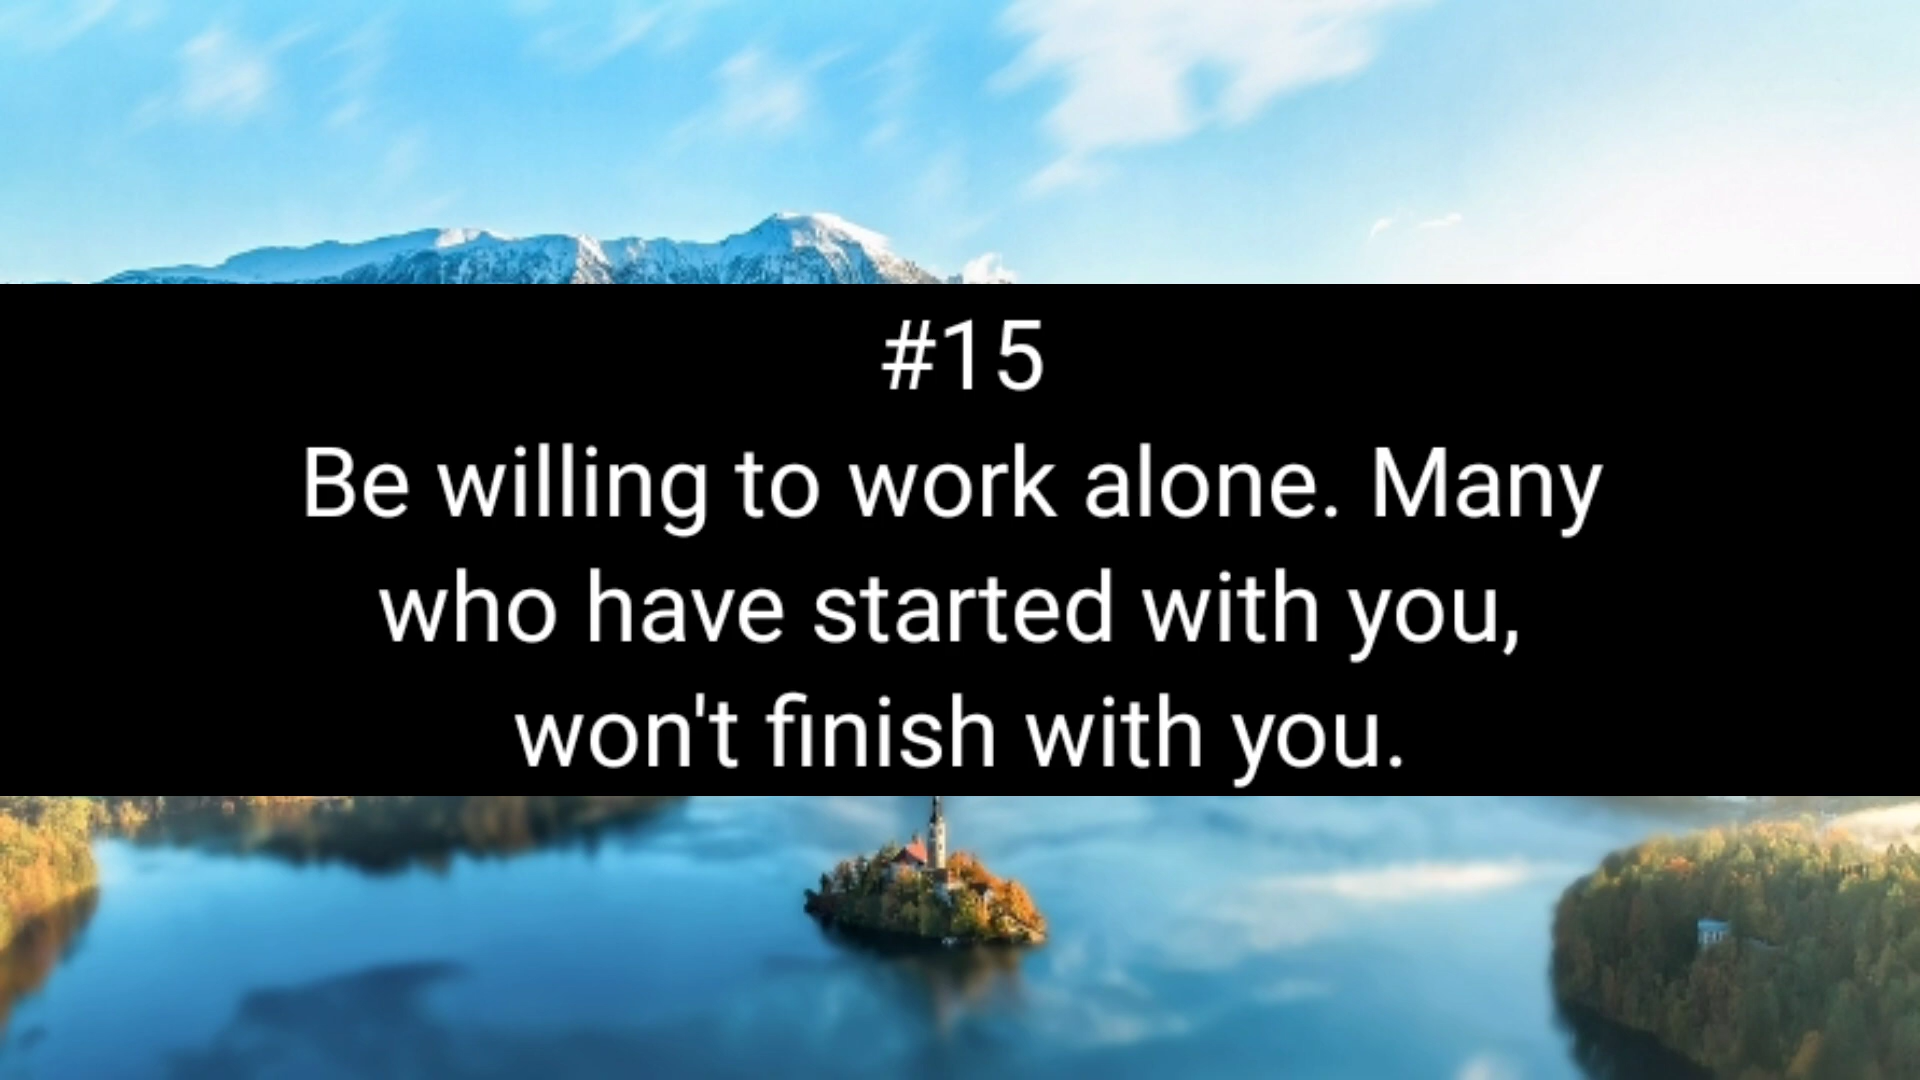 #15
Be willing to work alone. Many
who have started with you,
won't finish with you.